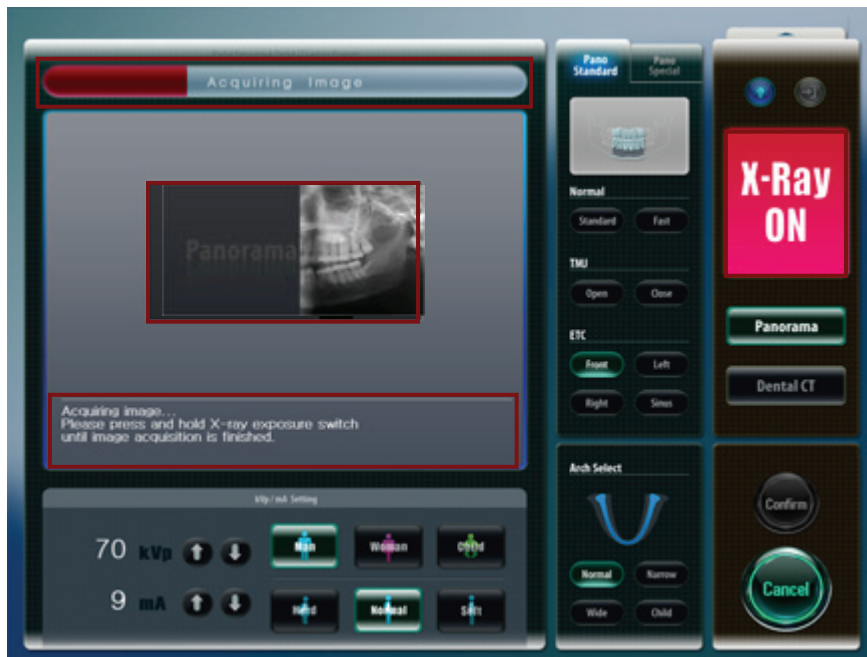 Acquiring Image
Panorama
Acquiring image...
Please press and hold X-ray exposure switch
until image acquisition is finished.
kVp / mA Setting
70 kVp
Man
Woman
Child
9 mA
Hard
Normal
Soft
Pano
Standard
Pano
Special
Normal
Standard
Fast
TMJ
Open
Close
ETC
Front
Left
Right
Sinus
Arch Select
Normal
Narrow
Wide
Child
X-Ray
ON
Panorama
Dental CT
Confirm
Cancel